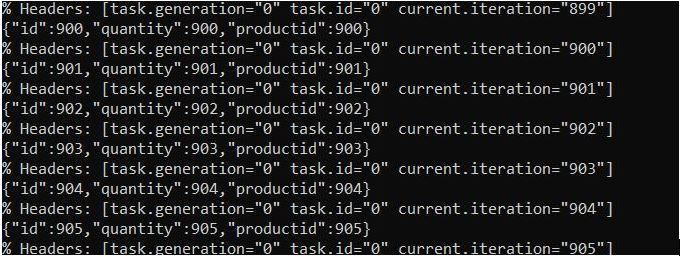 % Headers: [task.generation="0" task.id="0" current.iteration="899"]
{"id":900,"quantity":900,"productid":900}
% Headers: [task.generation="0" task.id="0" current.iteration="900"]
{"id":901,"quantity":901,"productid":901}
% Headers: [task.generation="0" task.id="0" current.iteration="901"]
{"id":902,"quantity":902,"productid":902}
% Headers: [task.generation="0" task.id="0" current.iteration="902"]
{"id":903,"quantity":903,"productid":903}
% Headers: [task.generation="0" task.id="0" current.iteration="903"]
{"id":904,"quantity":904,"productid":904}
% Headers: [task.generation="0" task.id="0" current.iteration="904"]
{"id":905,"quantity":905,"productid":905}
% Headers: [task.generation="0" task.id="0" current.iteration="905"]